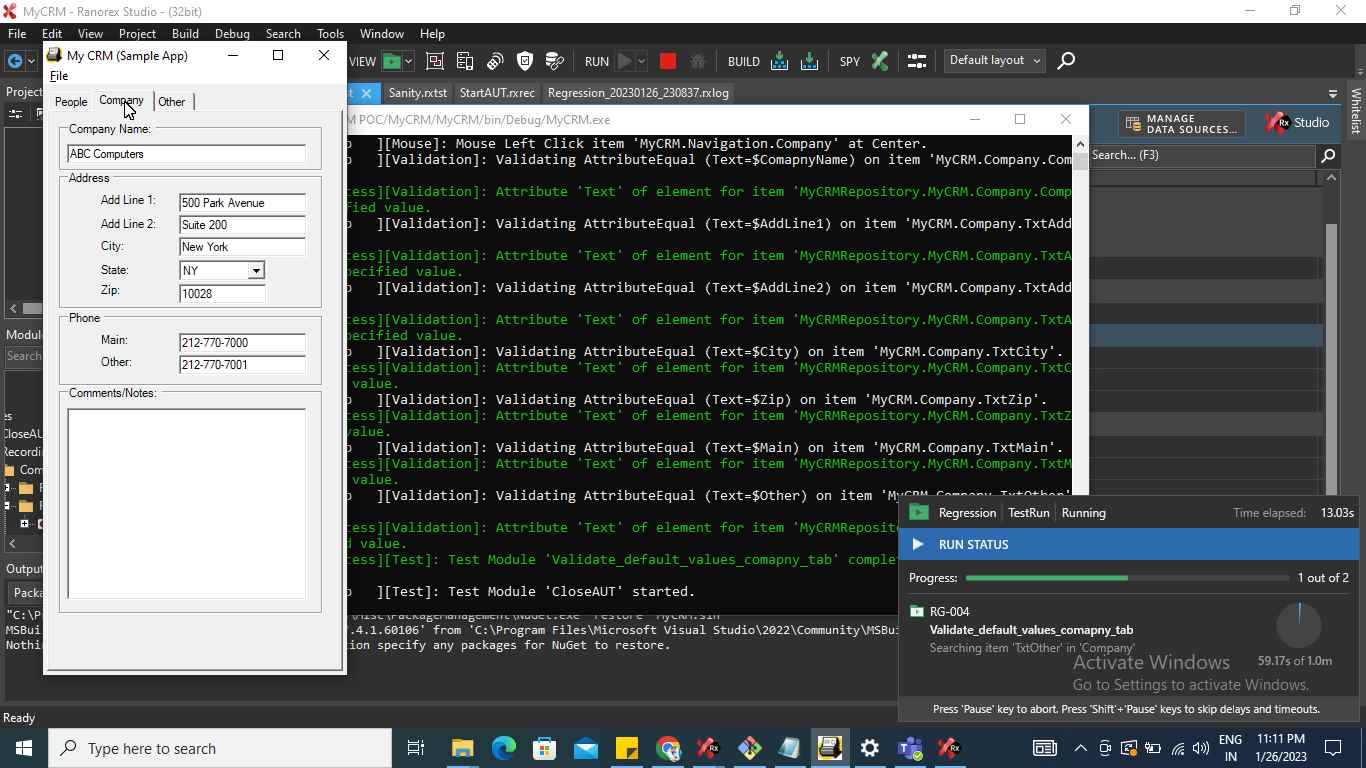 MyCRM - Ranorex Studio - (32bit)
File Edit View Project Build Debug Search Tools Window Help
VIEW RUN BUILD SPY Default layout
My CRM (Sample App)
File
People Company Other
Company Name:
ABC Computers
Address
Add Line 1: 500 Park Avenue
Add Line 2: Suite 200
City: New York
State: NY
Zip: 10028
Phone
Main: 212-770-7000
Other: 212-770-7001
Comments/Notes:
Sanity.rxtst StartAUT.rxrec Regression_20230126_230837.rxlog
M POC/MyCRM/MyCRM/bin/Debug/MyCRM.exe
][Mouse]: Mouse Left Click item 'MyCRM.Navigation.Company' at Center.
][Validation]: Validating AttributeEqual (Text=$ComapnyName) on item 'MyCRM.Company.Com
ess][Validation]: Attribute 'Text' of element for item 'MyCRMRepository.MyCRM.Company.Comp
fied value.
][Validation]: Validating AttributeEqual (Text=$AddLine1) on item 'MyCRM.Company.TxtAdd
ess][Validation]: Attribute 'Text' of element for item 'MyCRMRepository.MyCRM.Company.TxtA
ecified value.
][Validation]: Validating AttributeEqual (Text=$AddLine2) on item 'MyCRM.Company.TxtAdd
ess][Validation]: Attribute 'Text' of element for item 'MyCRMRepository.MyCRM.Company.TxtA
ecified value.
][Validation]: Validating AttributeEqual (Text=$City) on item 'MyCRM.Company.TxtCity'.
ess][Validation]: Attribute 'Text' of element for item 'MyCRMRepository.MyCRM.Company.TxtC
value.
][Validation]: Validating AttributeEqual (Text=$Zip) on item 'MyCRM.Company.TxtZip'.
ess][Validation]: Attribute 'Text' of element for item 'MyCRMRepository.MyCRM.Company.TxtZ
alue.
][Validation]: Validating AttributeEqual (Text=$Main) on item 'MyCRM.Company.TxtMain'.
ess][Validation]: Attribute 'Text' of element for item 'MyCRMRepository.MyCRM.Company.TxtM
value.
][Validation]: Validating AttributeEqual (Text=$Other) on item 'MyCRM.Company.TxtOther'
ess][Validation]: Attribute 'Text' of element for item 'MyCRMReposit
d value.
ess][Test]: Test Module 'Validate_default_values_comapny_tab' comple
][Test]: Test Module 'CloseAUT' started.
MANAGE
DATA SOURCES...
Studio
Whitelist
Search... (F3)
Project
Module
Search
es
CloseAU
Recordi
Com
Output
Packa
"C:\P
MSBui .4.1.60106' from 'C:\Program Files\Microsoft Visual Studio\2022\Community\MSBu
Nothi ion specify any packages for NuGet to restore.
Regression TestRun Running Time elapsed: 13.03s
RUN STATUS
Progress: 1 out of 2
RG-004
Validate_default_values_comapny_tab
Searching item 'TxtOther' in 'Company'
59.17s of 1.0m
Activate Windows
Go to Settings to activate Windows.
Press 'Pause' key to abort. Press 'Shift'+'Pause' keys to skip delays and timeouts.
Ready
Type here to search
ENG
IN
11:11 PM
1/26/2023